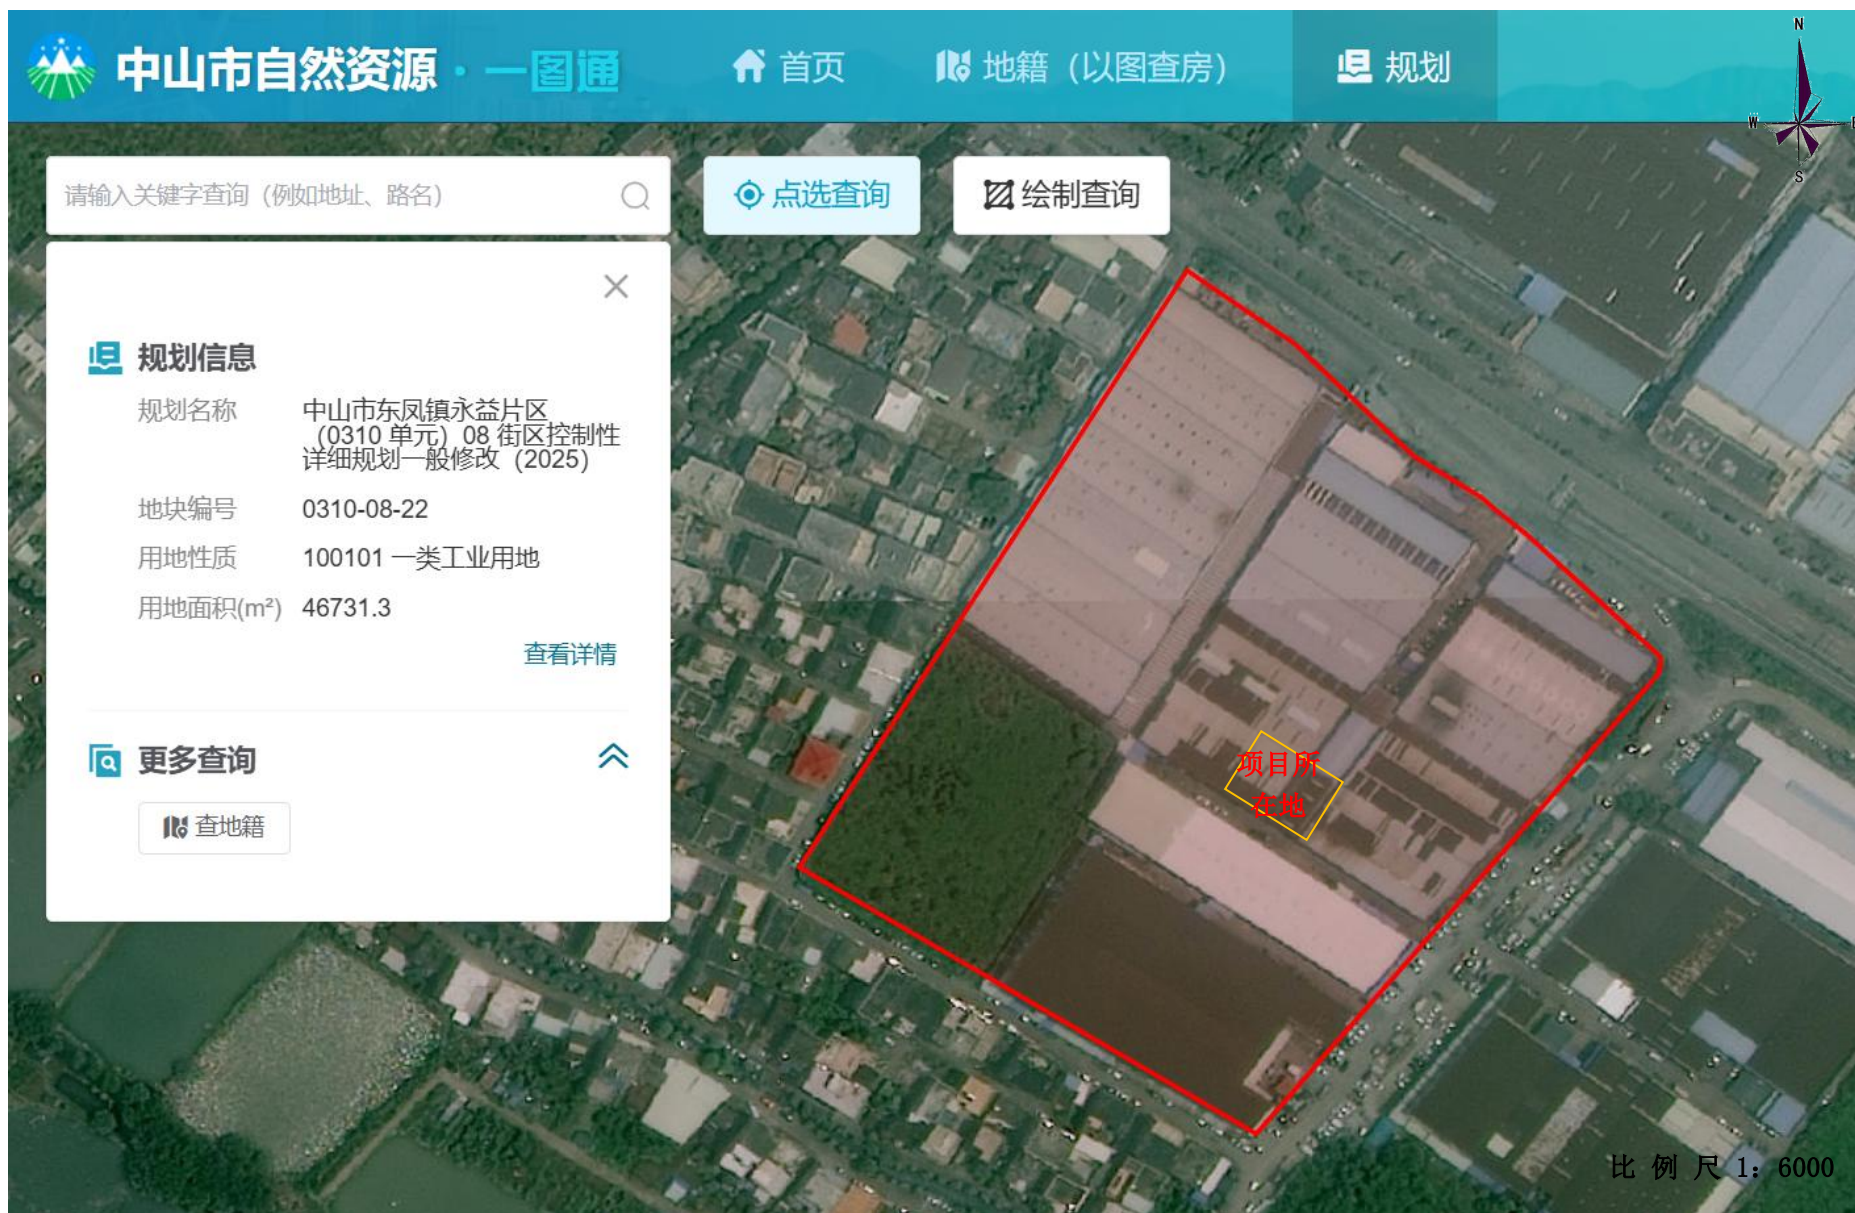 中山市自然资源·一图通
首页
地籍（以图查房）
规划
N
W
E
S
请输入关键字查询（例如地址、路名）
点选查询
绘制查询
规划信息
规划名称
中山市东凤镇永益片区
（0310 单元）08 街区控制性
详细规划一般修改（2025）
地块编号
0310-08-22
用地性质
100101 一类工业用地
用地面积(m²)
46731.3
查看详情
更多查询
查地籍
项目所
在地
比 例 尺 1：6000